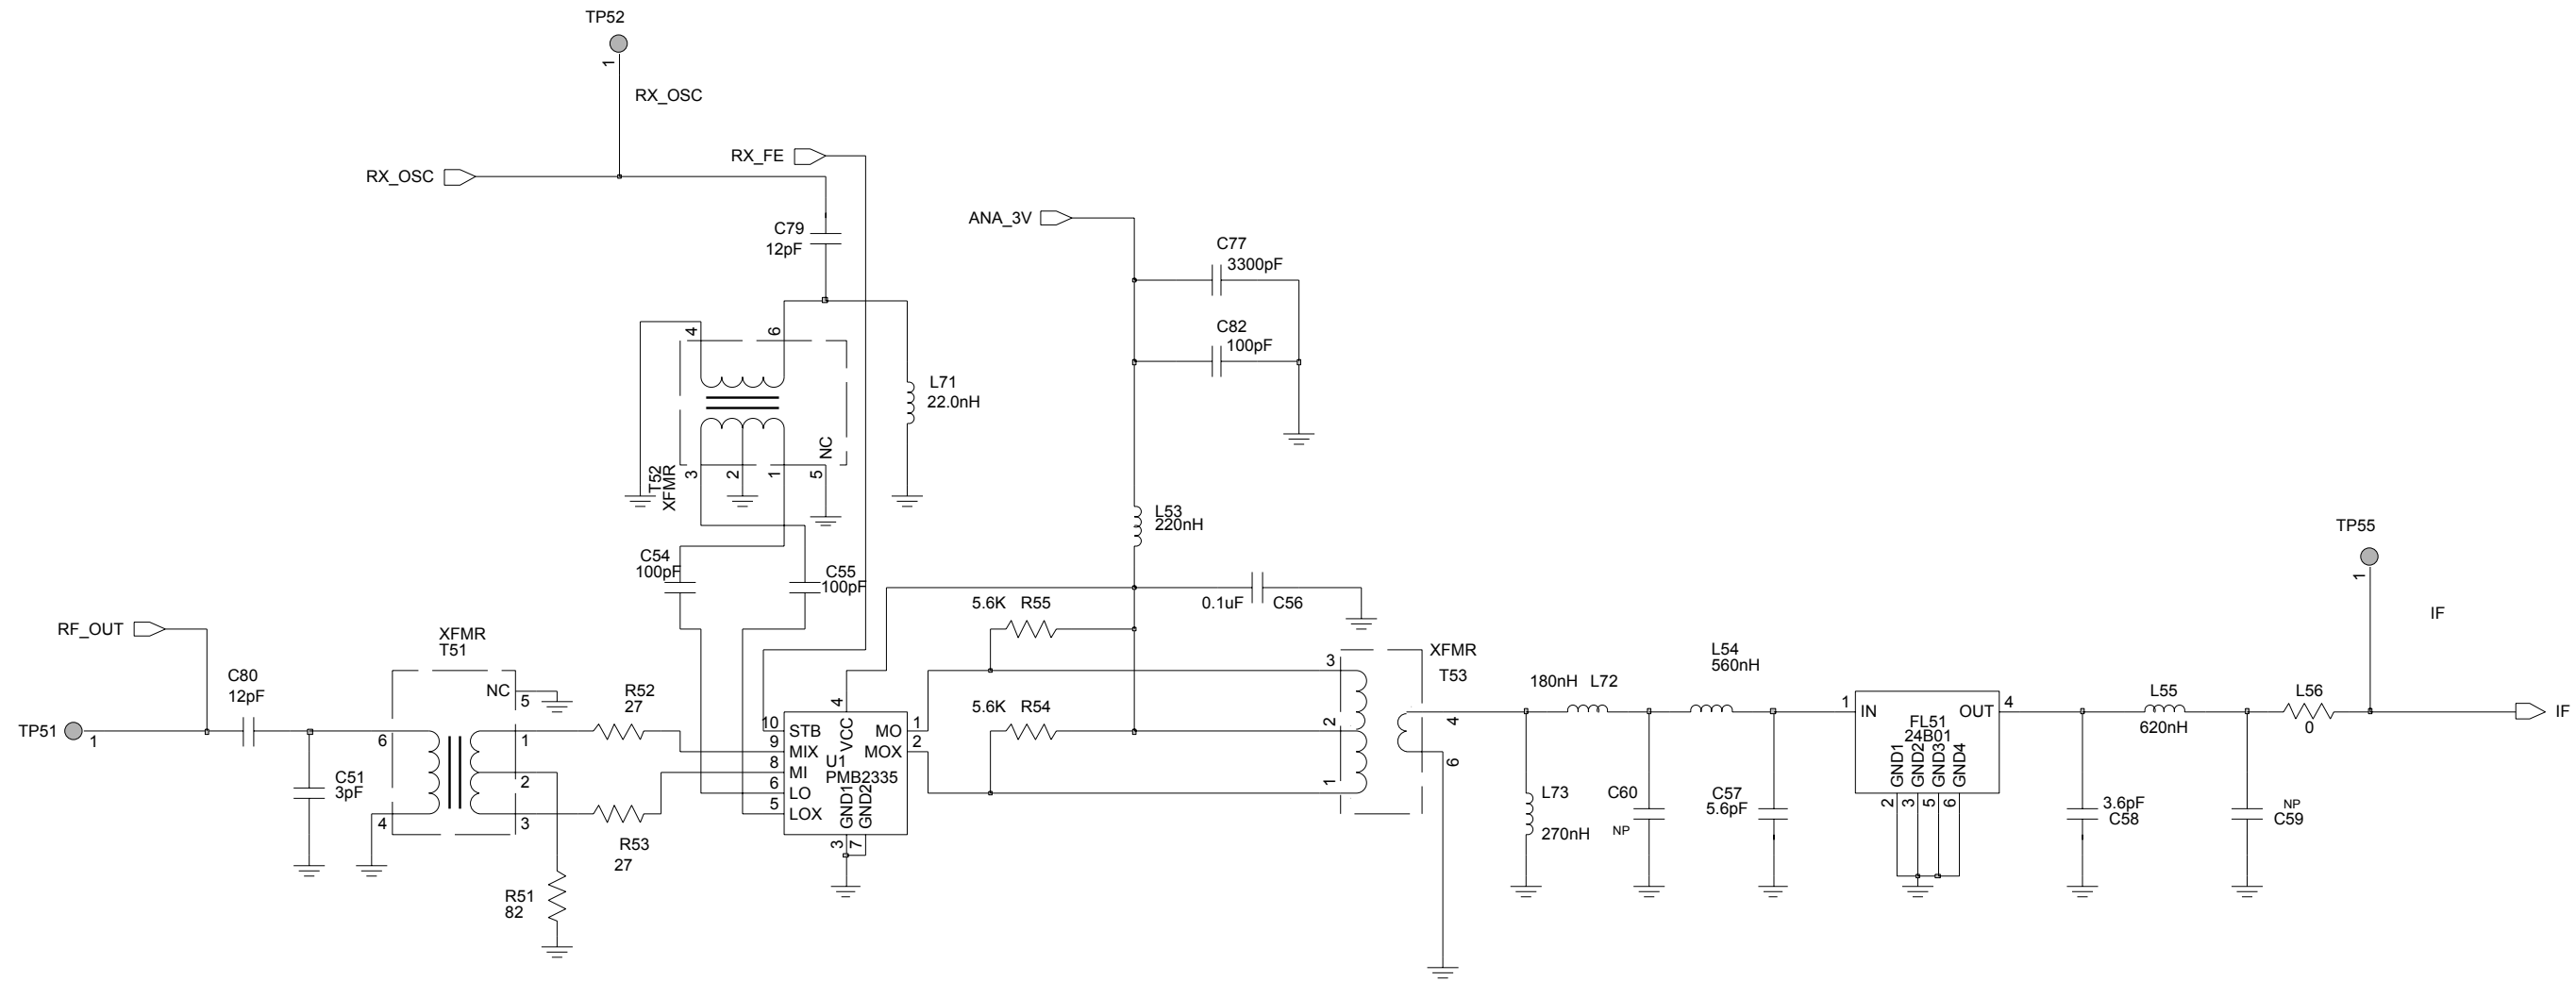 TP52
1
RX_OSC
RX_FE
RX_OSC
ANA_3V
C79
12pF
C77
3300pF
C82
100pF
4
6
L71
22.0nH
NC
T52
XFMR
3
2
1
5
L53
220nH
TP55
1
C54
100pF
C55
100pF
5.6K R55
0.1uF C56
IF
RF_OUT
XFMR
T51
XFMR
T53
L54
560nH
C80
12pF
NC
5
R52
27
4
3
180nH L72
L55
620nH
L56
0
TP51
1
6
1
10
STB
VCC
MO
1
5.6K R54
2
4
1
IN
OUT
4
FL51
24B01
IF
9
MIX
U1
MOX
2
2
8
MI
PMB2335
1
6
GND1
GND2
GND3
GND4
C51
3pF
6
LO
5
LOX
GND1
GND2
L73
270nH
C60
NP
C57
5.6pF
2
3
5
6
3.6pF
C58
NP
C59
4
3
R53
27
3
7
R51
82